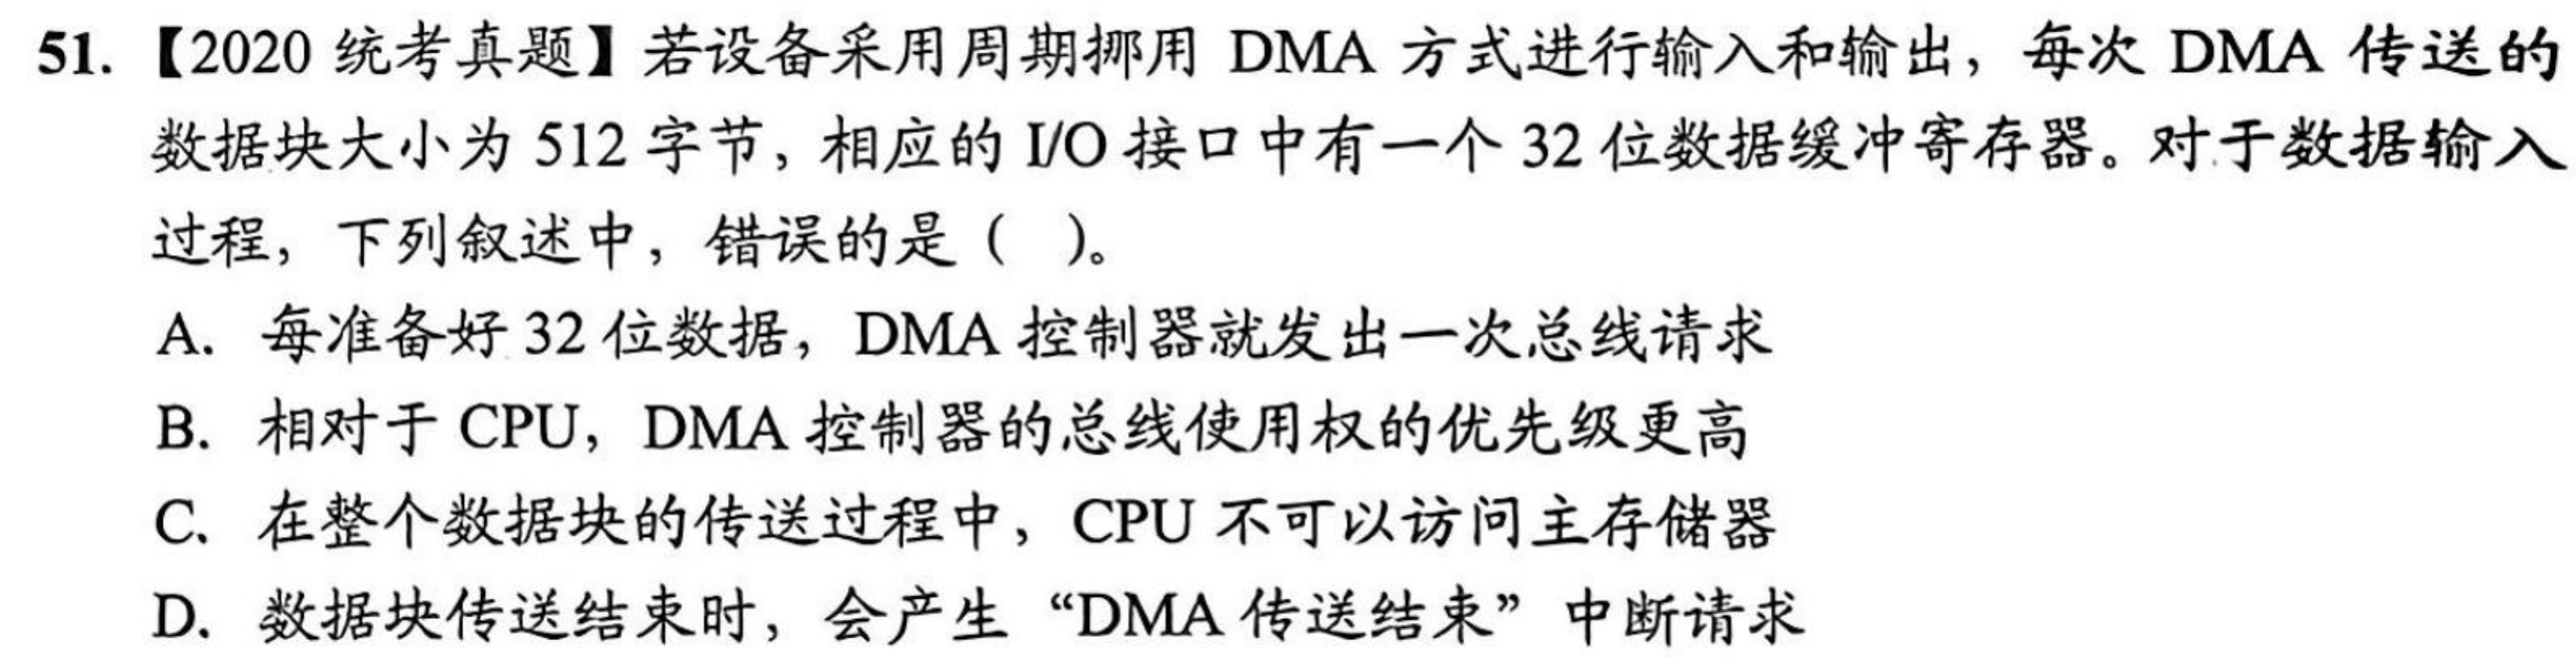 51.【2020 统考真题】若设备采用周期挪用 DMA 方式进行输入和输出，每次 DMA 传送的
数据块大小为 512 字节，相应的 I/O 接口中有一个 32 位数据缓冲寄存器。对于数据输入
过程，下列叙述中，错误的是（ ）。
A. 每准备好 32 位数据，DMA 控制器就发出一次总线请求
B. 相对于 CPU，DMA 控制器的总线使用权的优先级更高
C. 在整个数据块的传送过程中，CPU 不可以访问主存储器
D. 数据块传送结束时，会产生“DMA 传送结束”中断请求